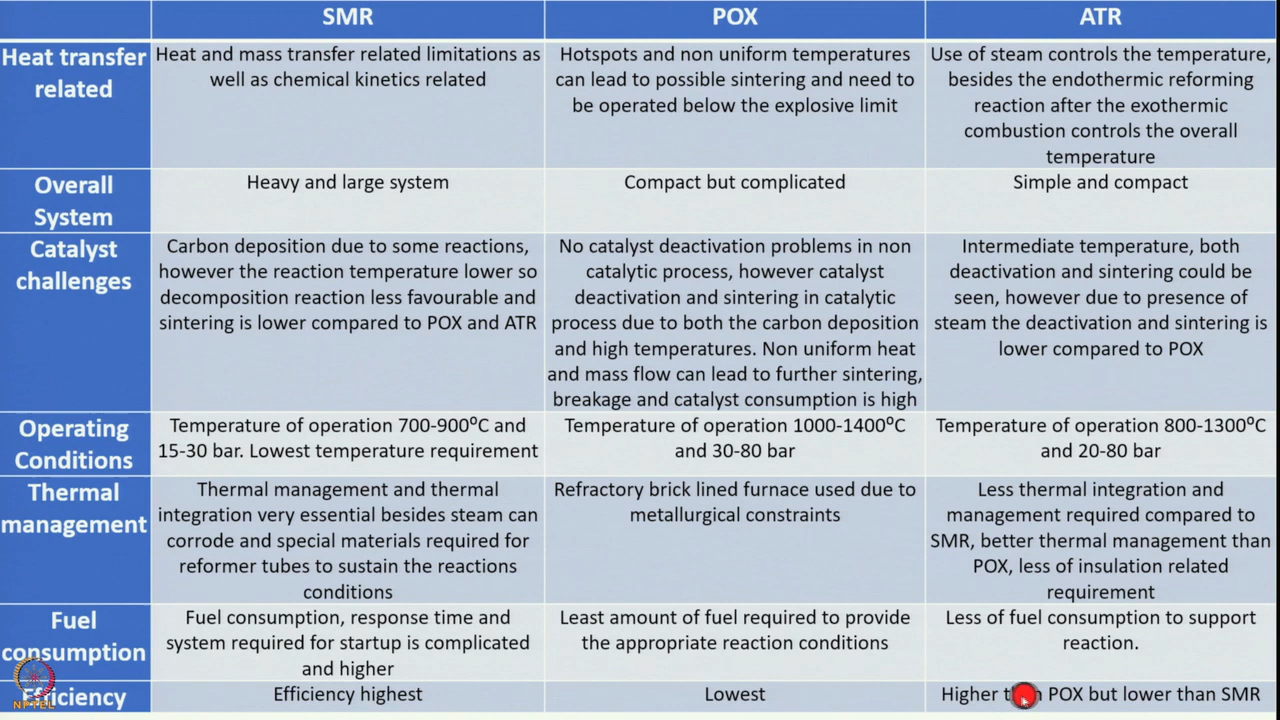 SMR
POX
ATR
Heat transfer
related
Heat and mass transfer related limitations as
well as chemical kinetics related
Hotspots and non uniform temperatures
can lead to possible sintering and need to
be operated below the explosive limit
Use of steam controls the temperature,
besides the endothermic reforming
reaction after the exothermic
combustion controls the overall
temperature
Overall
System
Heavy and large system
Compact but complicated
Simple and compact
Catalyst
challenges
Carbon deposition due to some reactions,
however the reaction temperature lower so
decomposition reaction less favourable and
sintering is lower compared to POX and ATR
No catalyst deactivation problems in non
catalytic process, however catalyst
deactivation and sintering in catalytic
process due to both the carbon deposition
and high temperatures. Non uniform heat
and mass flow can lead to further sintering,
breakage and catalyst consumption is high
Intermediate temperature, both
deactivation and sintering could be
seen, however due to presence of
steam the deactivation and sintering is
lower compared to POX
Operating
Conditions
Temperature of operation 700-900⁰C and
15-30 bar. Lowest temperature requirement
Temperature of operation 1000-1400⁰C
and 30-80 bar
Temperature of operation 800-1300⁰C
and 20-80 bar
Thermal
management
Thermal management and thermal
integration very essential besides steam can
corrode and special materials required for
reformer tubes to sustain the reactions
conditions
Refractory brick lined furnace used due to
metallurgical constraints
Less thermal integration and
management required compared to
SMR, better thermal management than
POX, less of insulation related
requirement
Fuel
consumption
Fuel consumption, response time and
system required for startup is complicated
and higher
Least amount of fuel required to provide
the appropriate reaction conditions
Less of fuel consumption to support
reaction.
Efficiency
Efficiency highest
Lowest
Higher than POX but lower than SMR
NPTEL